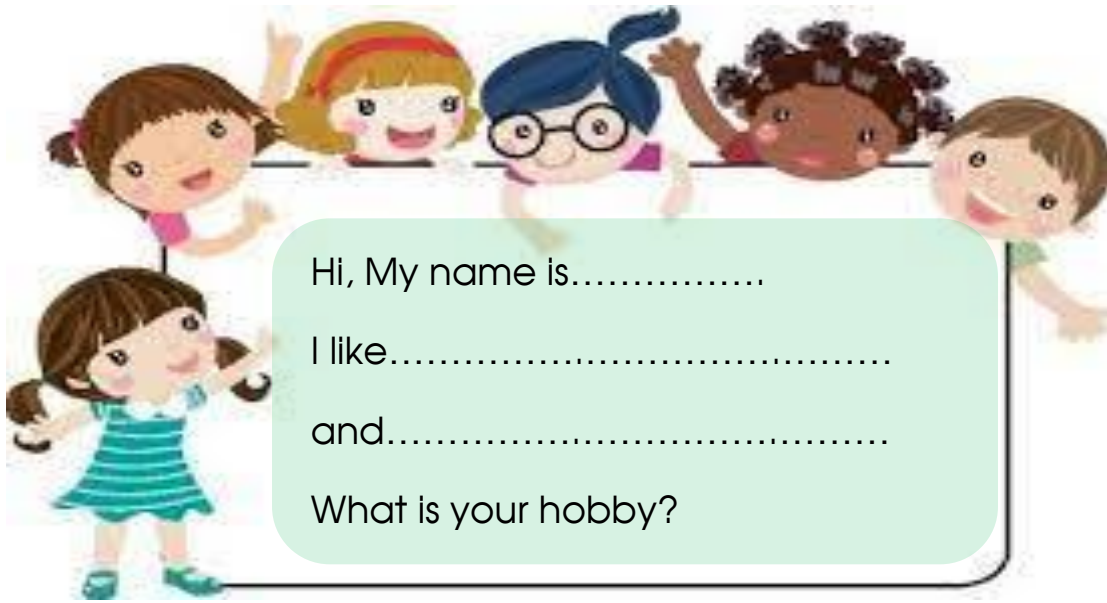 Hi, My name is…………….
I like…………….…………….………
and…………….…………….………
What is your hobby?